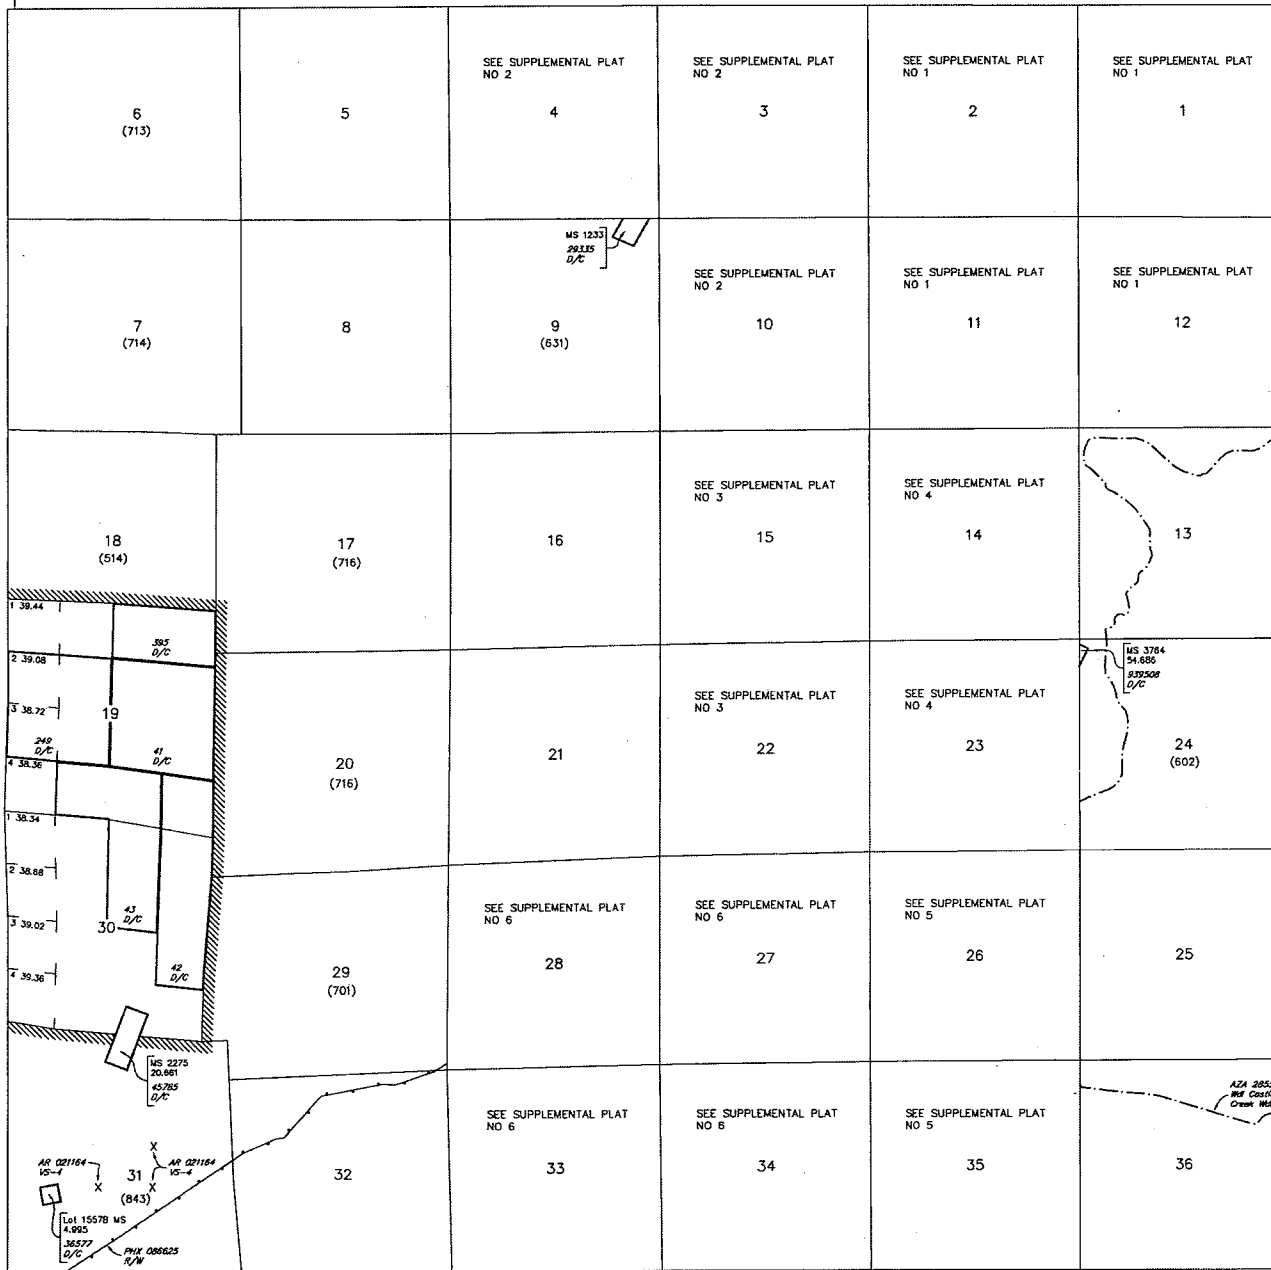 SEE SUPPLEMENTAL PLAT
NO 2
SEE SUPPLEMENTAL PLAT
NO 2
SEE SUPPLEMENTAL PLAT
NO 1
SEE SUPPLEMENTAL PLAT
NO 1
6
(713)
5
4
3
2
1
MS 1233
29335
D/C
SEE SUPPLEMENTAL PLAT
NO 2
SEE SUPPLEMENTAL PLAT
NO 1
SEE SUPPLEMENTAL PLAT
NO 1
7
(714)
8
9
(631)
10
11
12
SEE SUPPLEMENTAL PLAT
NO 3
SEE SUPPLEMENTAL PLAT
NO 4
18
(514)
17
(716)
16
15
14
13
1 39.44
395
D/C
2 39.08
3 38.72
19
249
D/C
41
D/C
4 38.36
20
(716)
21
SEE SUPPLEMENTAL PLAT
NO 3
22
SEE SUPPLEMENTAL PLAT
NO 4
23
MS 3764
54.686
939508
D/C
24
(602)
1 38.34
2 38.68
3 39.02
43
D/C
30
4 39.36
42
D/C
29
(701)
SEE SUPPLEMENTAL PLAT
NO 6
28
SEE SUPPLEMENTAL PLAT
NO 6
27
SEE SUPPLEMENTAL PLAT
NO 5
26
25
MS 2275
20.661
45785
D/C
AR 021164
VS-4
AR 021164
VS-4
X
X
X
31
(843)
Lot 1557B MS
4.995
36577
D/C
PHX 086625
R/W
32
SEE SUPPLEMENTAL PLAT
NO 6
33
SEE SUPPLEMENTAL PLAT
NO 6
34
SEE SUPPLEMENTAL PLAT
NO 5
35
36
AZA
Creek